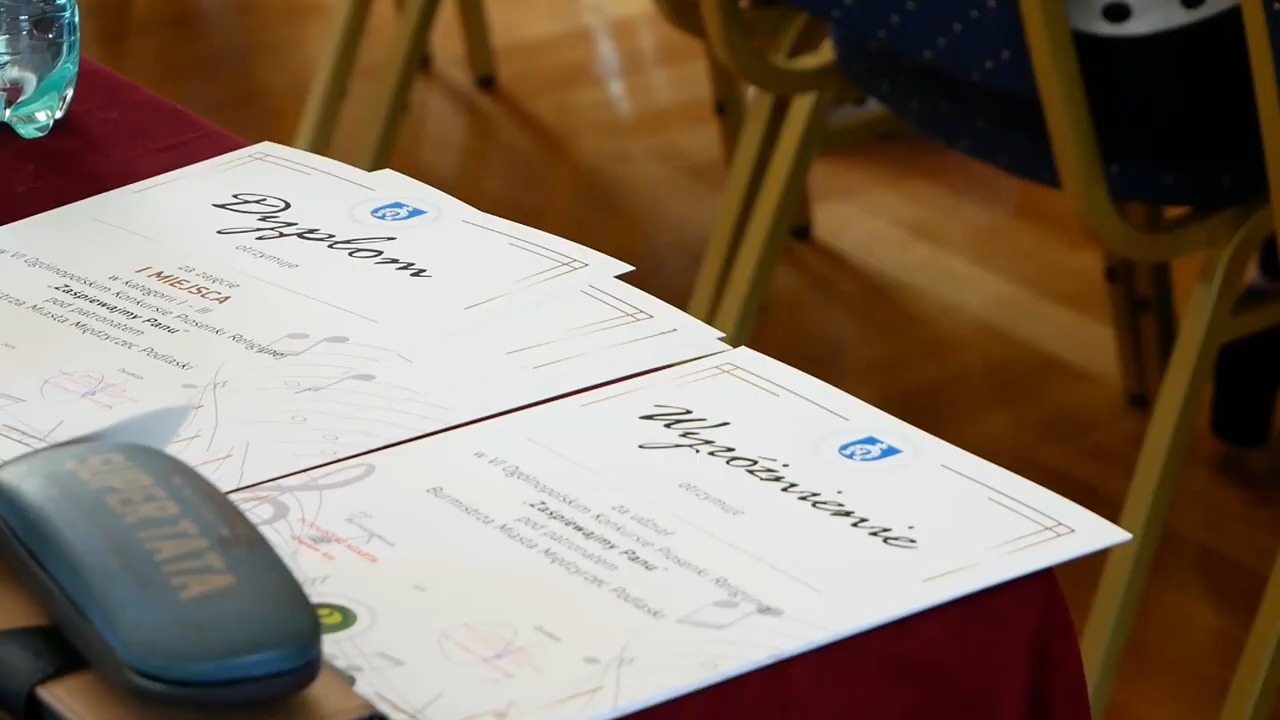 Dyplom
otrzymuje
za zajęcie
I MIEJSCA
w kategorii I - III
w VI Ogólnopolskim Konkursie Piosenki Religijnej
"Zaśpiewajmy Panu"
pod patronatem
Miasta Międzyrzec Podlaski
Wyróżnienie
otrzymuje
za udział
w VI Ogólnopolskim Konkursie Piosenki Religijnej
"Zaśpiewajmy Panu"
pod patronatem
Burmistrza Miasta Międzyrzec Podlaski
SUPER TATA